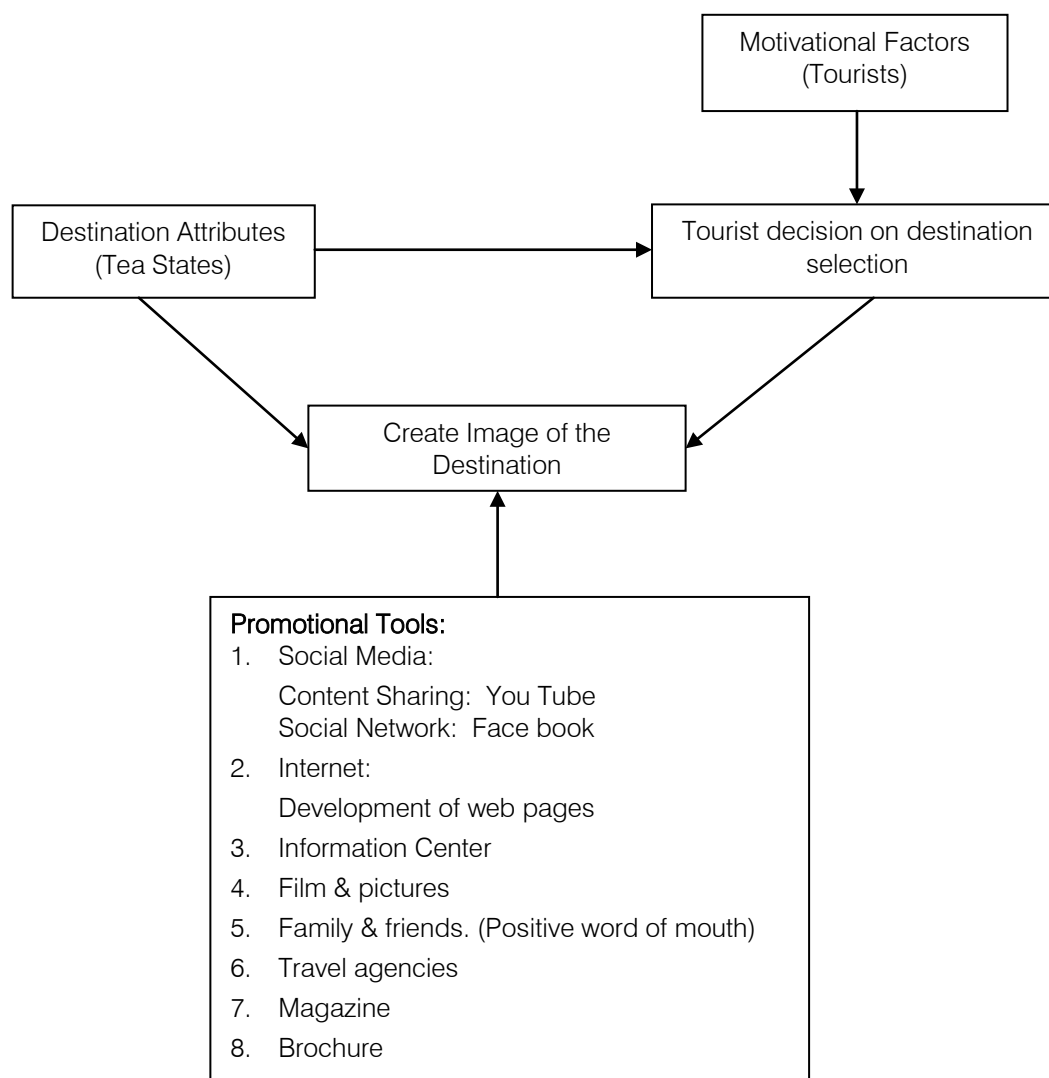 Motivational Factors
(Tourists)
Destination Attributes
(Tea States)
Tourist decision on destination
selection
Create Image of the
Destination
Promotional Tools:
1. Social Media:
Content Sharing: You Tube
Social Network: Face book
2. Internet:
Development of web pages
3. Information Center
4. Film & pictures
5. Family & friends. (Positive word of mouth)
6. Travel agencies
7. Magazine
8. Brochure